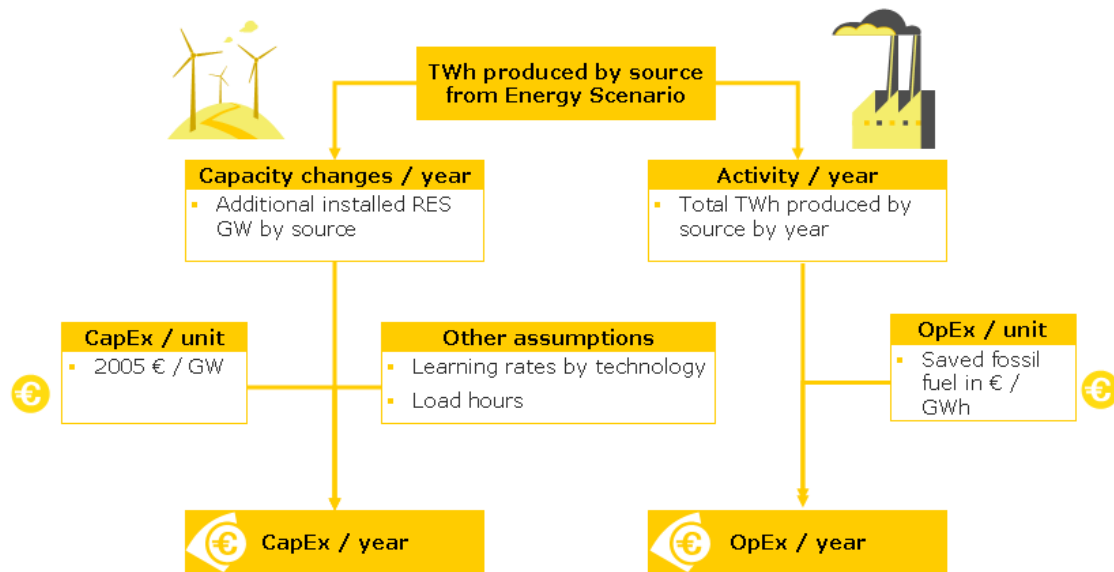 TWh produced by source
from Energy Scenario
Capacity changes / year
▪ Additional installed RES
GW by source
Activity / year
▪ Total TWh produced by
source by year
CapEx / unit
▪ 2005 € / GW
Other assumptions
▪ Learning rates by technology
▪ Load hours
OpEx / unit
▪ Saved fossil
fuel in € /
GWh
€
€
€ CapEx / year
€ OpEx / year